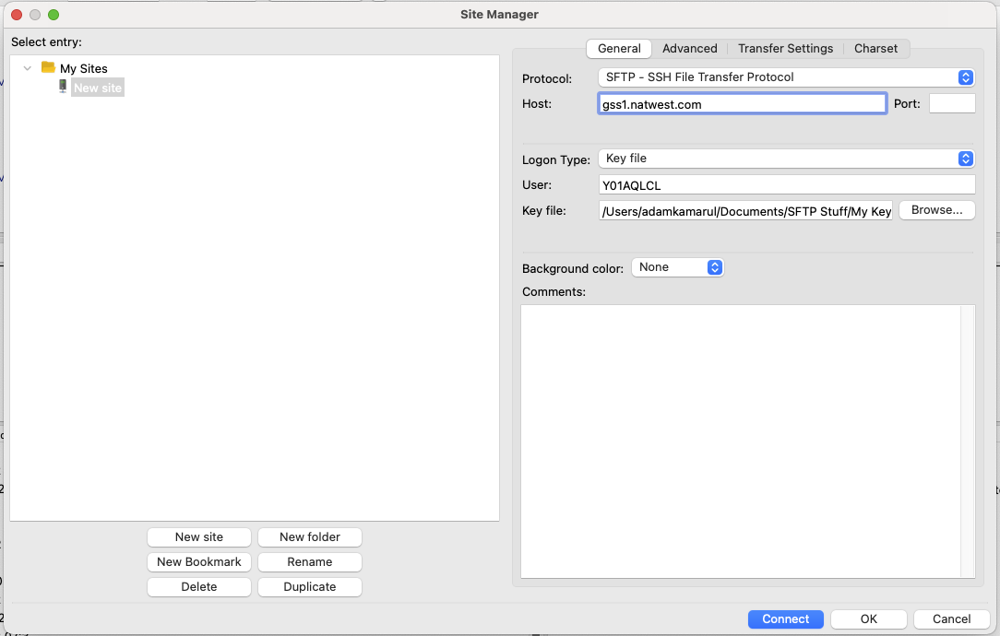 Site Manager
Select entry:
My Sites
New site
New site
New folder
New Bookmark
Rename
Delete
Duplicate
General
Advanced
Transfer Settings
Charset
Protocol:
SFTP - SSH File Transfer Protocol
Host:
gss1.natwest.com
Port:
Logon Type:
Key file
User:
Y01AQLCL
Key file:
/Users/adamkamarul/Documents/SFTP Stuff/My Key
Browse...
Background color:
None
Comments:
Connect
OK
Cancel